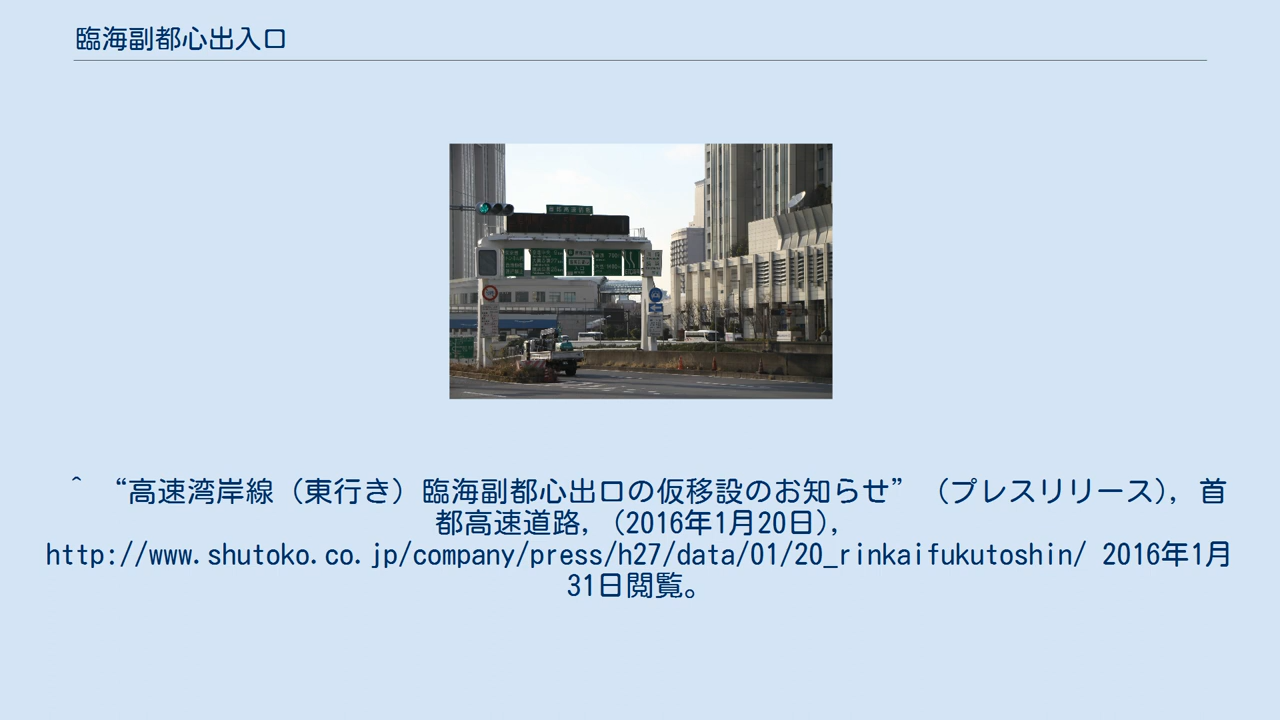 臨海副都心出入口
^ “高速湾岸線（東行き）臨海副都心出口の仮移設のお知らせ” （プレスリリース）, 首
都高速道路, （2016年1月20日）,
http://www.shutoko.co.jp/company/press/h27/data/01/20_rinkaifukutoshin/ 2016年1月
31日閲覧。